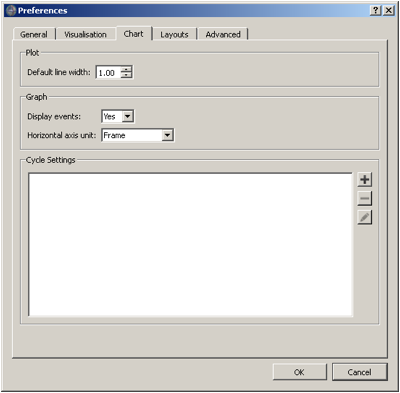 Preferences
General Visualisation Chart Layouts Advanced
Plot
Default line width: 1.00
Graph
Display events: Yes
Horizontal axis unit: Frame
Cycle Settings
OK Cancel